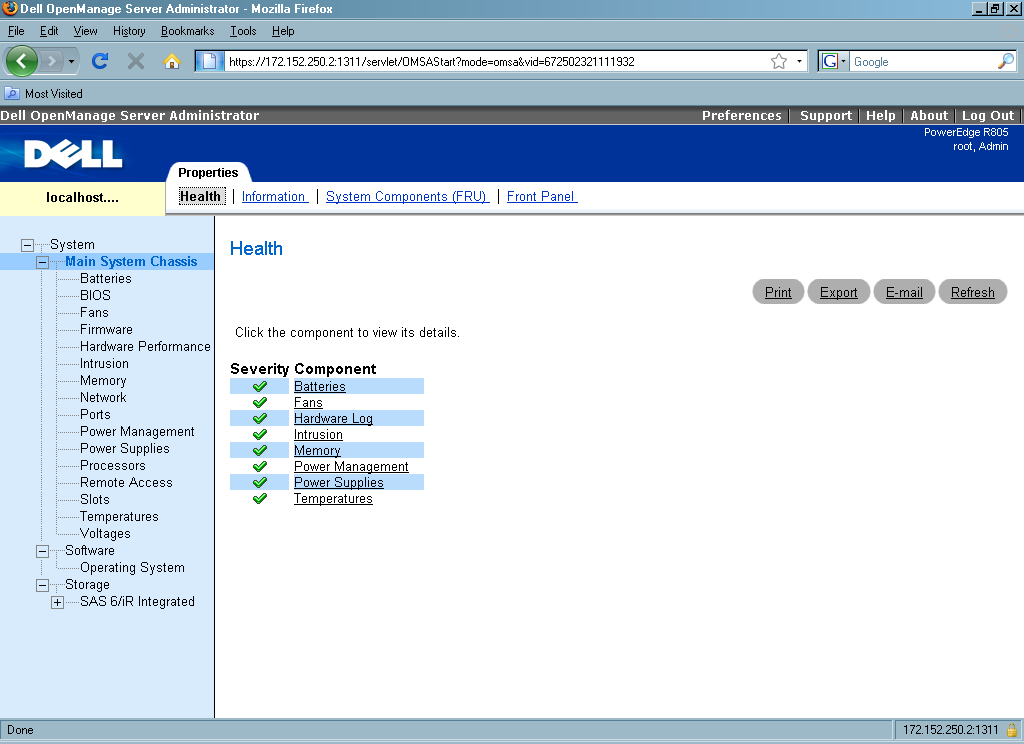 Dell OpenManage Server Administrator - Mozilla Firefox
File Edit View History Bookmarks Tools Help
https://172.152.250.2:1311/servlet/OMSAStart?mode=omsa&vid=672502321111932
G Google
Most Visited
Dell OpenManage Server Administrator Preferences | Support | Help | About | Log Out
DELL
PowerEdge R805
root, Admin
Properties
localhost....
Health | Information | System Components (FRU) | Front Panel
System
Main System Chassis
Batteries
BIOS
Fans
Firmware
Hardware Performance
Intrusion
Memory
Network
Ports
Power Management
Power Supplies
Processors
Remote Access
Slots
Temperatures
Voltages
Software
Operating System
Storage
SAS 6/iR Integrated
Health
Print Export E-mail Refresh
Click the component to view its details.
Severity Component
Batteries
Fans
Hardware Log
Intrusion
Memory
Power Management
Power Supplies
Temperatures
Done 172.152.250.2:1311